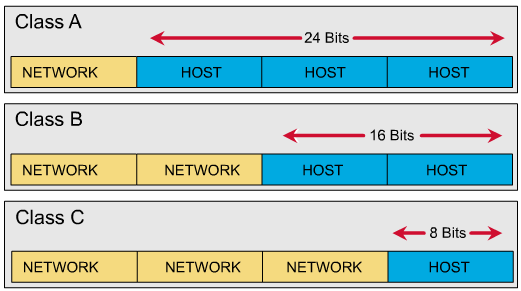 Class A
24 Bits
NETWORK HOST HOST HOST
Class B
16 Bits
NETWORK NETWORK HOST HOST
Class C
8 Bits
NETWORK NETWORK NETWORK HOST